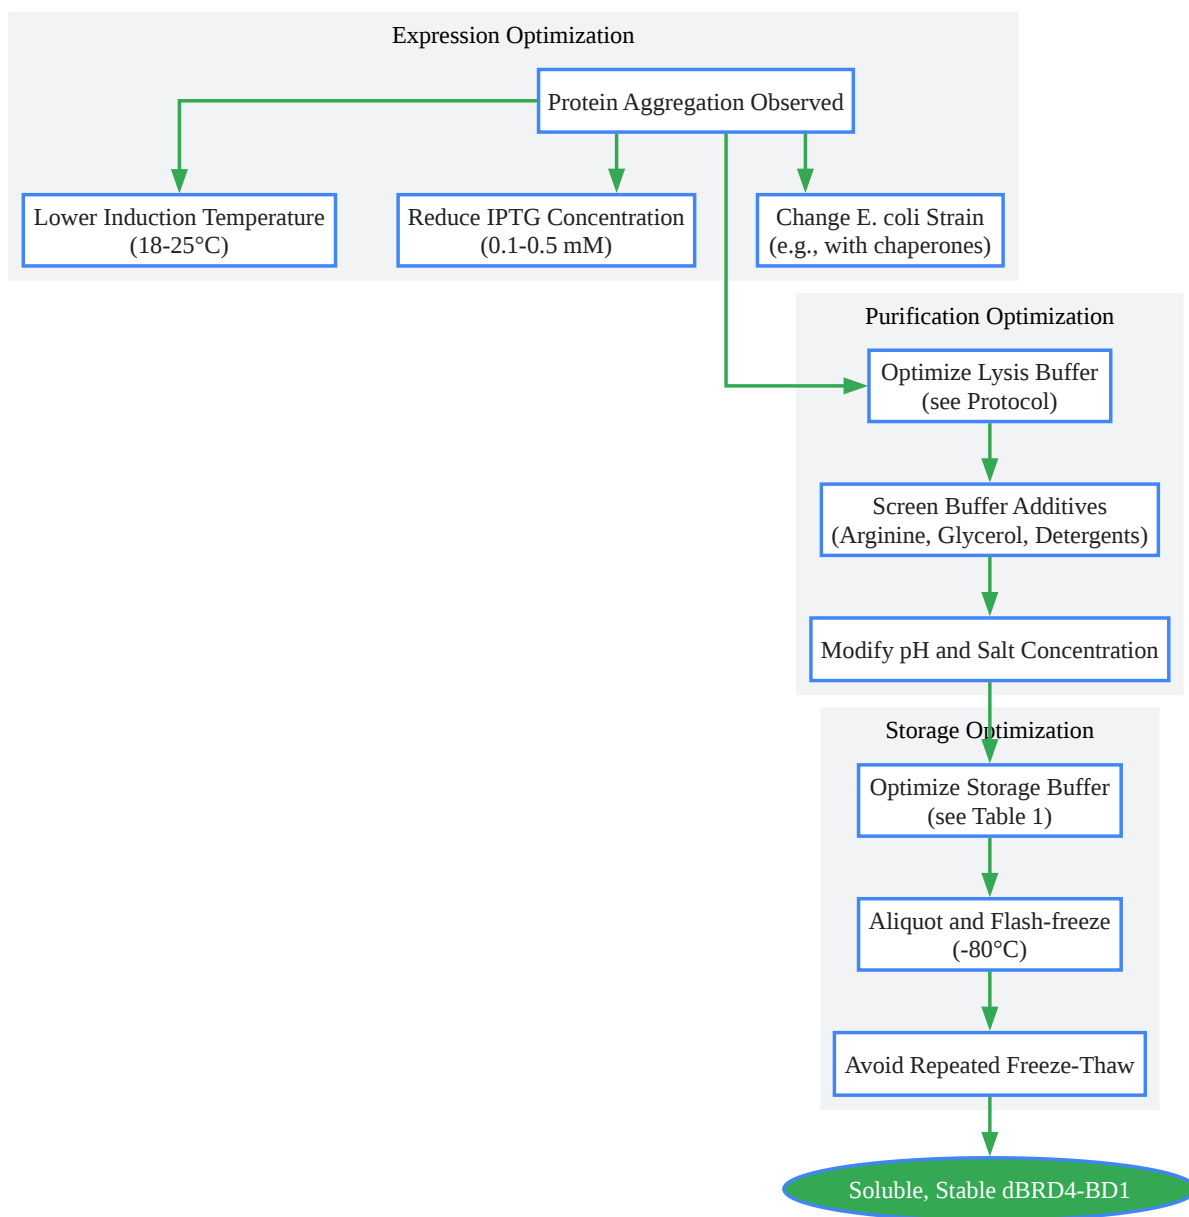 Expression Optimization
Protein Aggregation Observed
Lower Induction Temperature
(18-25°C)
Reduce IPTG Concentration
(0.1-0.5 mM)
Change E. coli Strain
(e.g., with chaperones)
Purification Optimization
Optimize Lysis Buffer
(see Protocol)
Screen Buffer Additives
(Arginine, Glycerol, Detergents)
Modify pH and Salt Concentration
Storage Optimization
Optimize Storage Buffer
(see Table 1)
Aliquot and Flash-freeze
(-80°C)
Avoid Repeated Freeze-Thaw
Soluble, Stable dBRD4-BD1